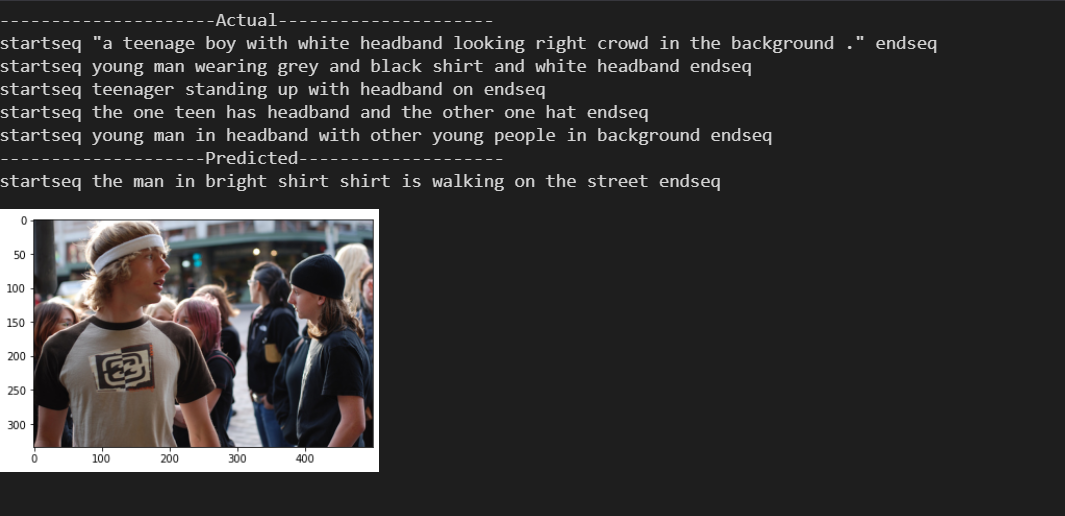 ---------------------Actual---------------------
startseq "a teenage boy with white headband looking right crowd in the background ." endseq
startseq young man wearing grey and black shirt and white headband endseq
startseq teenager standing up with headband on endseq
startseq the one teen has headband and the other one hat endseq
startseq young man in headband with other young people in background endseq
--------------------Predicted--------------------
startseq the man in bright shirt shirt is walking on the street endseq
0
50
100
150
200
250
300
0 100 200 300 400